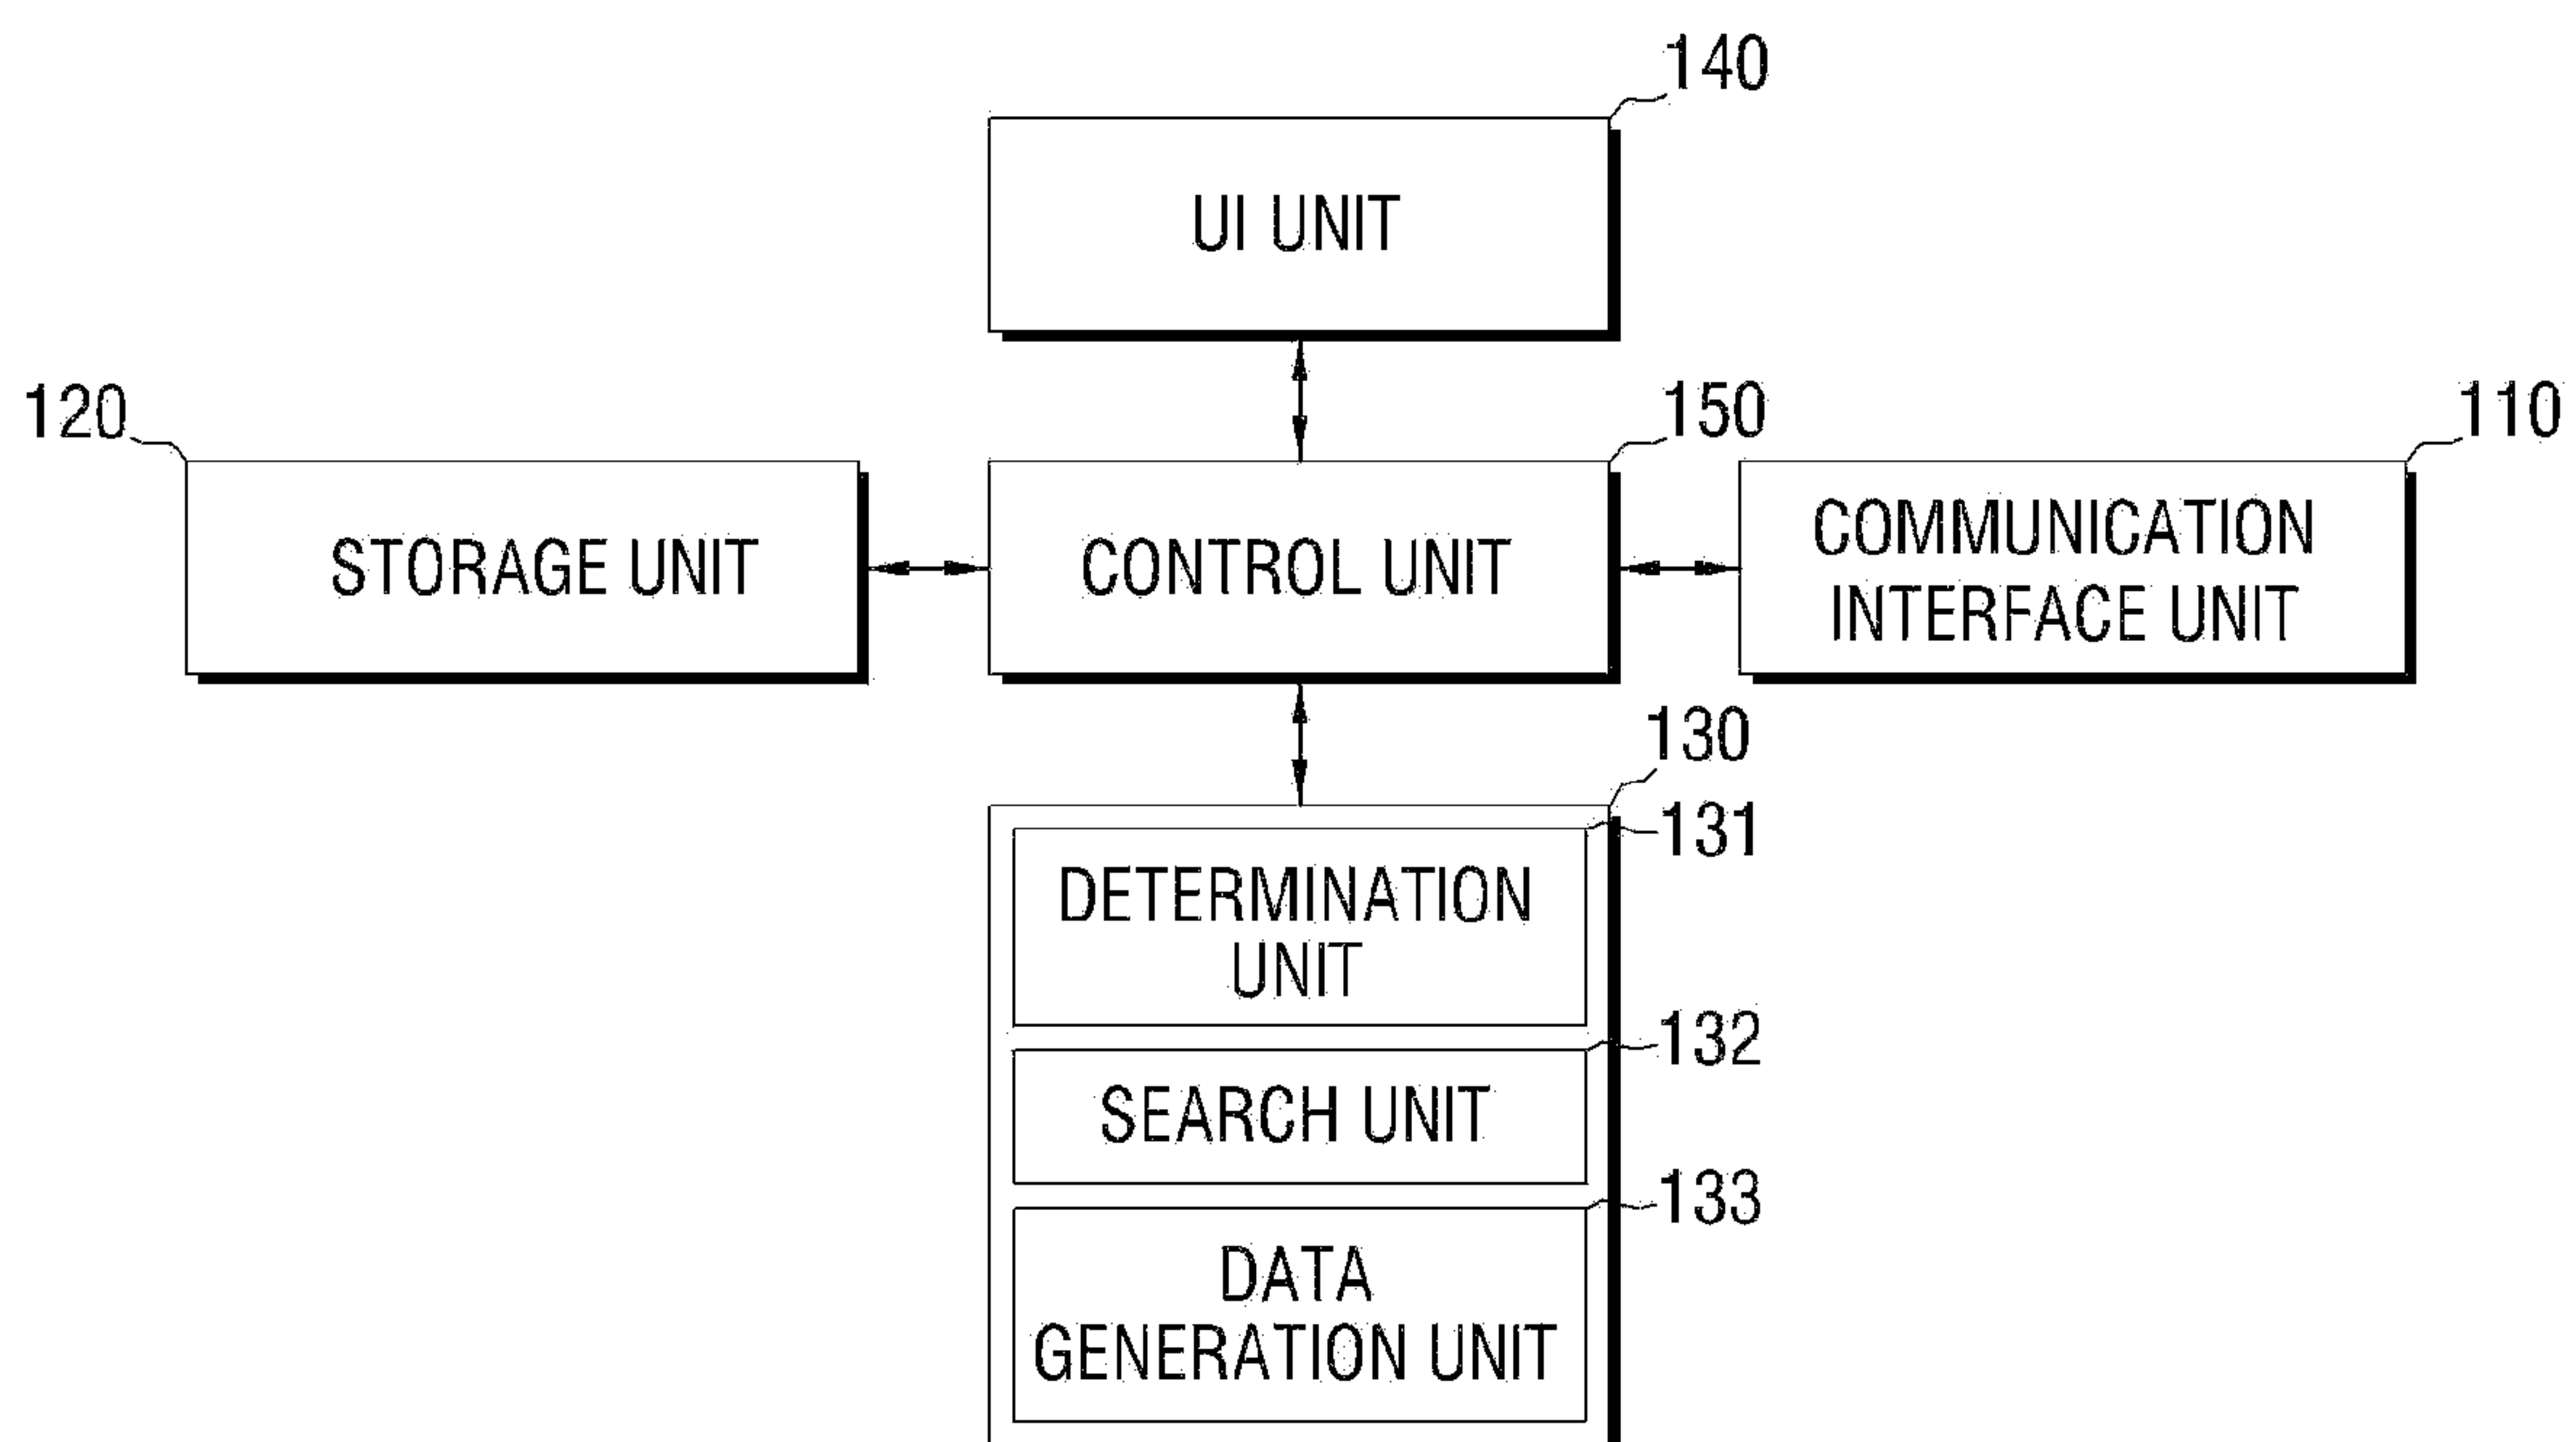 140
UI UNIT
120
150
110
STORAGE UNIT
CONTROL UNIT
COMMUNICATION
INTERFACE UNIT
130
131
DETERMINATION
UNIT
132
SEARCH UNIT
133
DATA
GENERATION UNIT